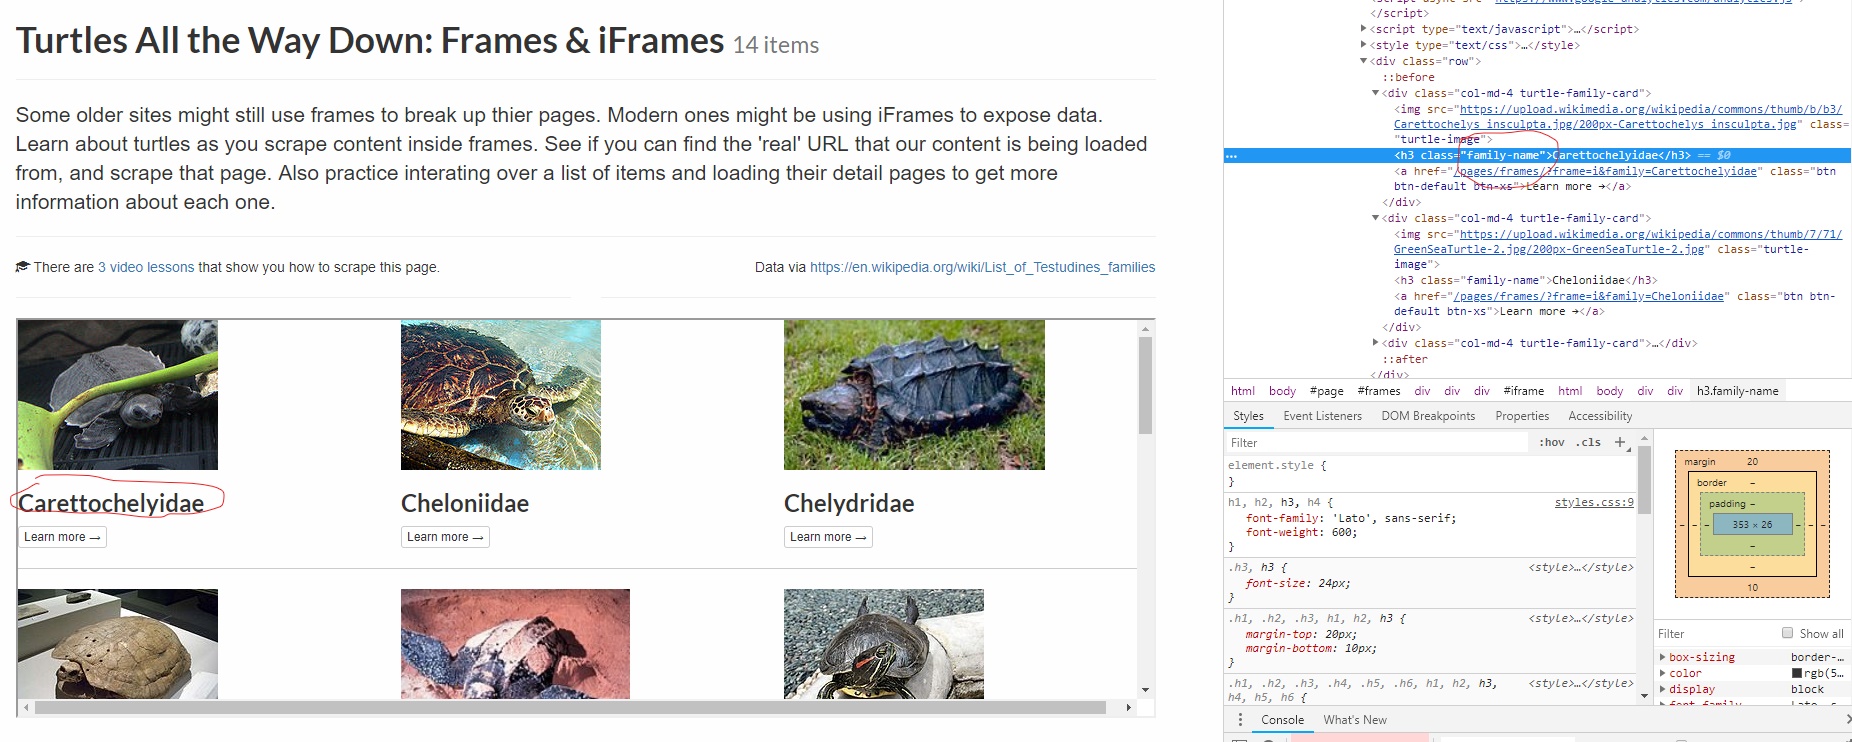 Turtles All the Way Down: Frames & iFrames 14 items
Some older sites might still use frames to break up thier pages. Modern ones might be using iFrames to expose data.
Learn about turtles as you scrape content inside frames. See if you can find the 'real' URL that our content is being loaded
from, and scrape that page. Also practice interating over a list of items and loading their detail pages to get more
information about each one.
There are 3 video lessons that show you how to scrape this page.
Data via https://en.wikipedia.org/wiki/List_of_Testudines_families
Carettochelyidae
Cheloniidae
Chelydridae
Learn more →
Learn more →
Learn more →
</script>
<script type="text/javascript">…</script>
<style type="text/css">…</style>
<div class="row">
::before
<div class="col-md-4 turtle-family-card">
<img src="https://upload.wikimedia.org/wikipedia/commons/thumb/b/b3/
Carettochelys_insculpta.jpg/200px-Carettochelys_insculpta.jpg" class=
"turtle-image">
<h3 class="family-name">Carettochelyidae</h3> == $0
<a href="/pages/frames/?frame=i&family=Carettochelyidae" class="btn
btn-default btn-xs">Learn more →</a>
</div>
<div class="col-md-4 turtle-family-card">
<img src="https://upload.wikimedia.org/wikipedia/commons/thumb/7/71/
GreenSeaTurtle-2.jpg/200px-GreenSeaTurtle-2.jpg" class="turtle-
image">
<h3 class="family-name">Cheloniidae</h3>
<a href="/pages/frames/?frame=i&family=Cheloniidae" class="btn btn-
default btn-xs">Learn more →</a>
</div>
<div class="col-md-4 turtle-family-card">…</div>
::after
</div>
html body #page #frames div div div #iframe html body div div h3.family-name
Styles Event Listeners DOM Breakpoints Properties Accessibility
Filter :hov .cls +
element.style {
}
h1, h2, h3, h4 { styles.css:9
font-family: 'Lato', sans-serif;
font-weight: 600;
}
.h3, h3 { <style>…</style>
font-size: 24px;
}
.h1, .h2, .h3, h1, h2, h3 { <style>…</style>
margin-top: 20px;
margin-bottom: 10px;
}
.h1, .h2, .h3, .h4, .h5, .h6, h1, h2, h3, <style>…</style>
h4, h5, h6 {
margin 20
border –
padding –
353 × 26
–
–
10
Filter Show all
box-sizing border-…
color rgb(5…
display block
Console What's New